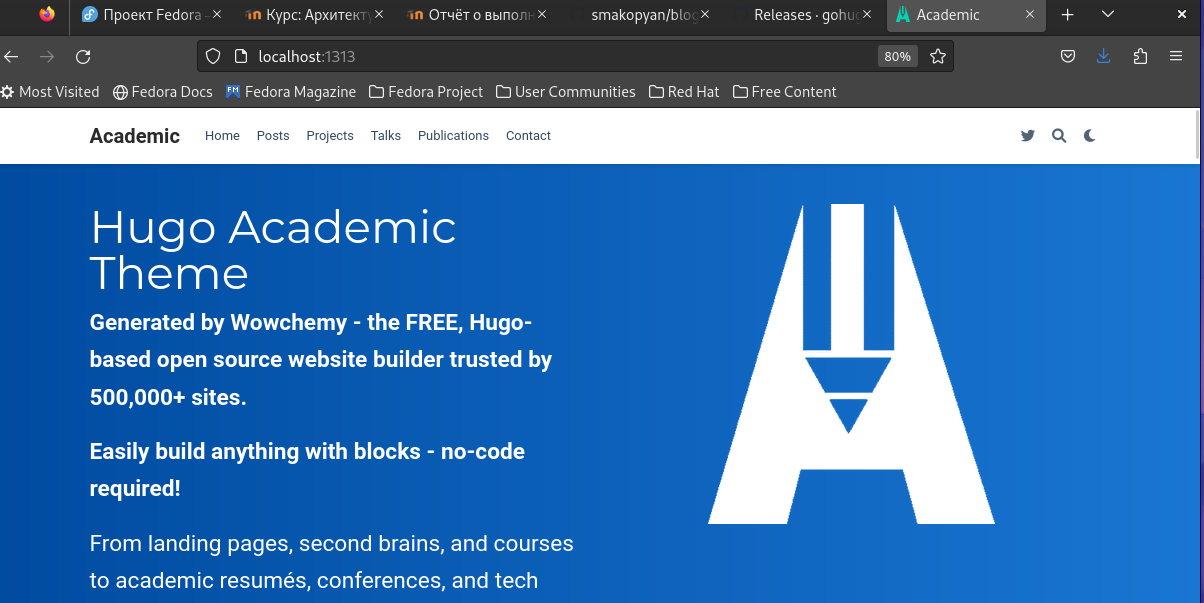 Проект Fedora
Курс: Архитект
Отчёт о выполн
smakopyan/blog
Releases · gohug
Academic
localhost:1313
80%
Most Visited
Fedora Docs
Fedora Magazine
Fedora Project
User Communities
Red Hat
Free Content
Academic
Home
Posts
Projects
Talks
Publications
Contact
Hugo Academic
Theme
Generated by Wowchemy - the FREE, Hugo-
based open source website builder trusted by
500,000+ sites.
Easily build anything with blocks - no-code
required!
From landing pages, second brains, and courses
to academic resumés, conferences, and tech